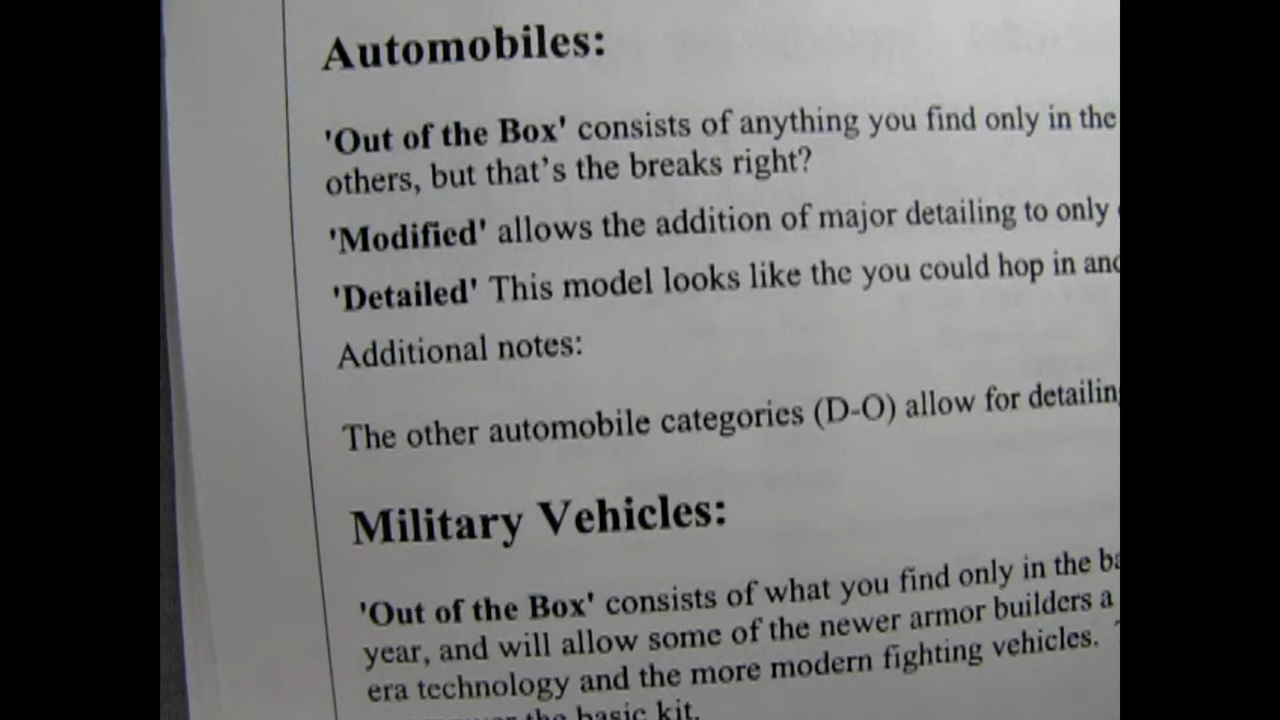 Automobiles:
'Out of the Box' consists of anything you find only in the
others, but that's the breaks right?
'Modified' allows the addition of major detailing to only
'Detailed' This model looks like the you could hop in and
Additional notes:
The other automobile categories (D-O) allow for detailin
Military Vehicles:
'Out of the Box' consists of what you find only in the ba
year, and will allow some of the newer armor builders a
era technology and the more modern fighting vehicles.
the basic kit.